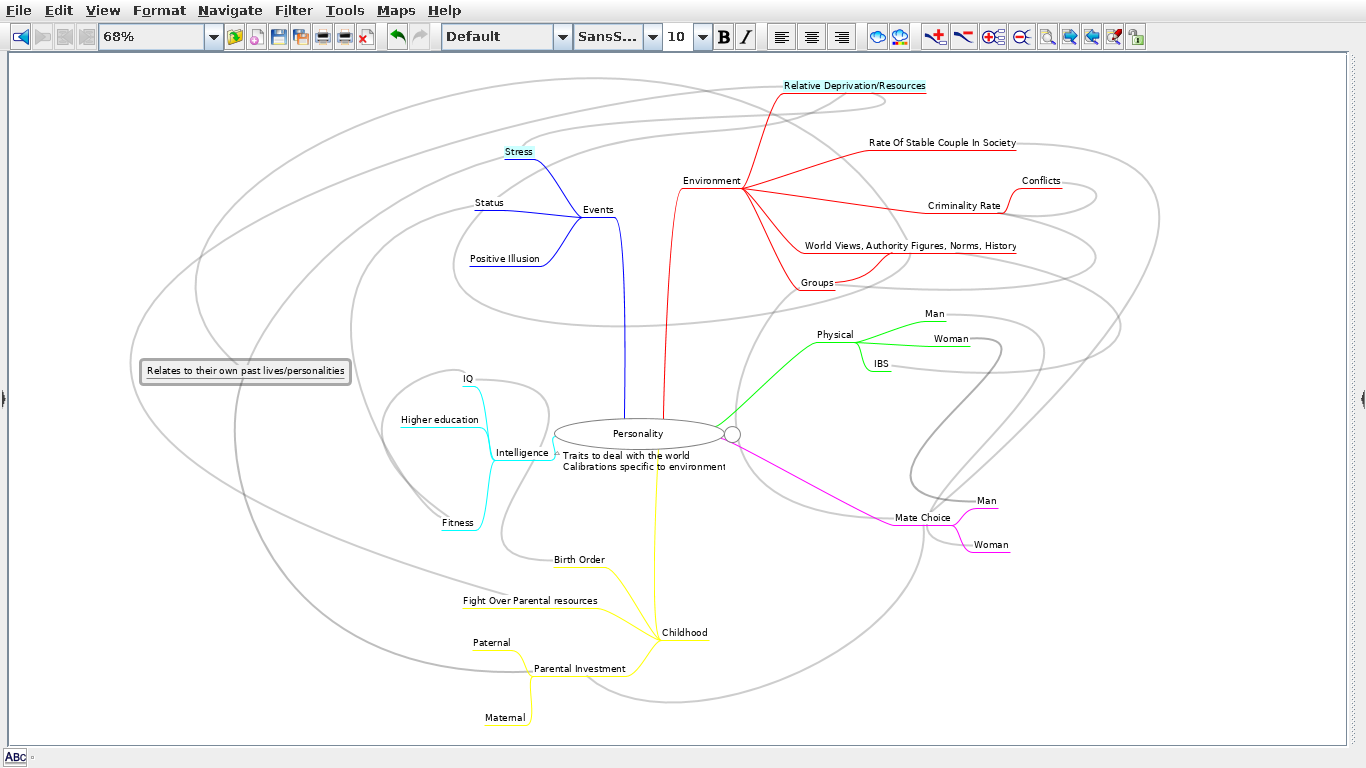 File Edit View Format Navigate Filter Tools Maps Help
68% Default SansS... 10 B I
Relative Deprivation/Resources
Rate Of Stable Couple In Society
Stress
Environment
Conflicts
Status
Events
Criminality Rate
World Views, Authority Figures, Norms, History
Positive Illusion
Groups
Man
Physical
Woman
IBS
Relates to their own past lives/personalities
IQ
Higher education
Personality
Intelligence
Traits to deal with the world
Calibrations specific to environment
Man
Mate Choice
Fitness
Woman
Birth Order
Fight Over Parental resources
Childhood
Paternal
Parental Investment
Maternal
ABC